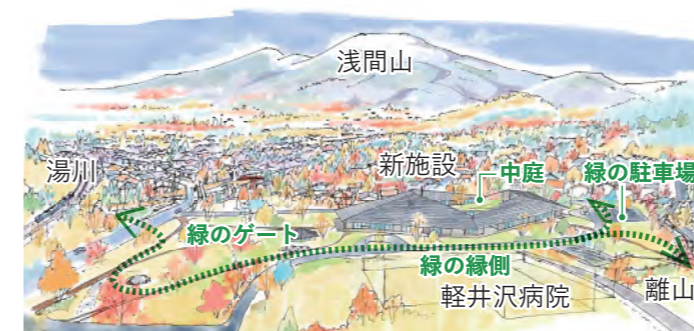 浅間山
湯川
新施設
中庭
緑の駐車場
緑のゲート
緑の縁側
軽井沢病院
離山